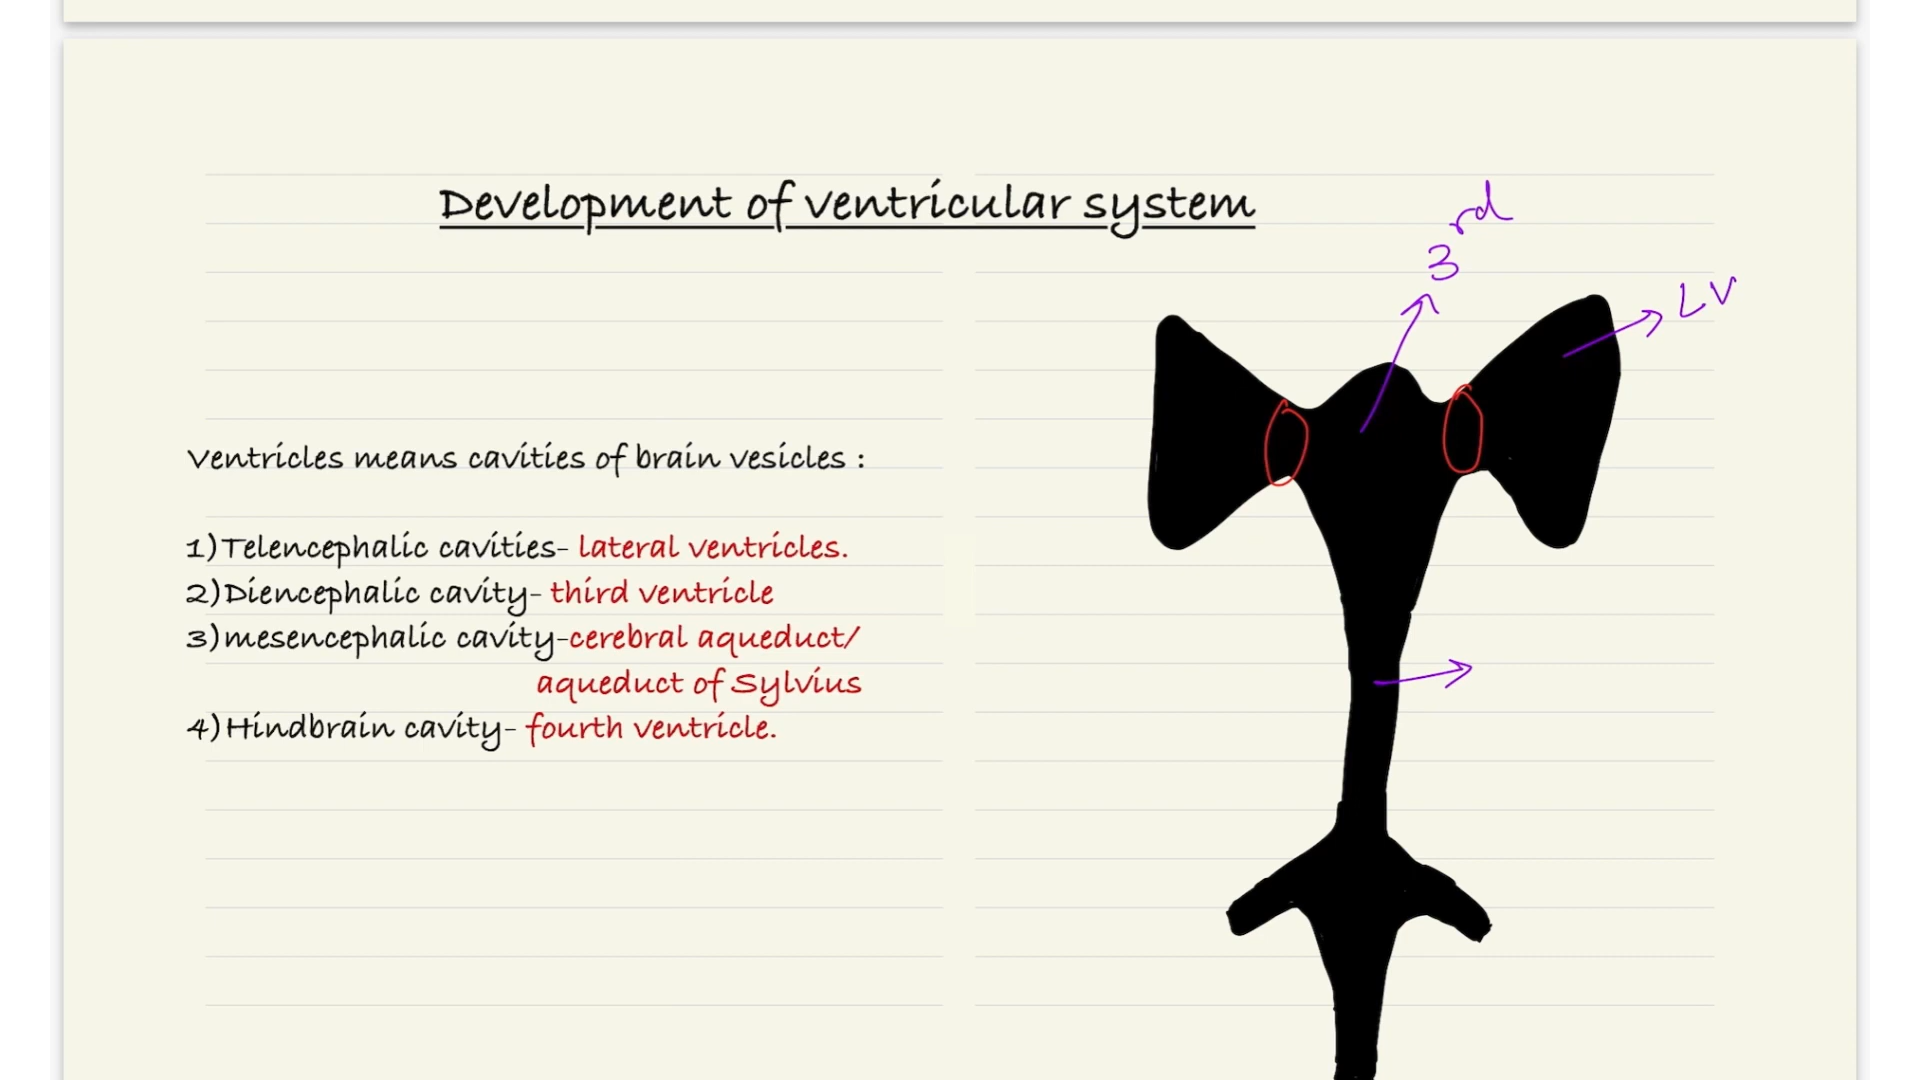 Development of ventricular system
3rd
LV
Ventricles means cavities of brain vesicles :
1) Telencephalic cavities- lateral ventricles.
2) Diencephalic cavity- third ventricle
3) mesencephalic cavity-cerebral aqueduct/
aqueduct of Sylvius
4) Hindbrain cavity- fourth ventricle.